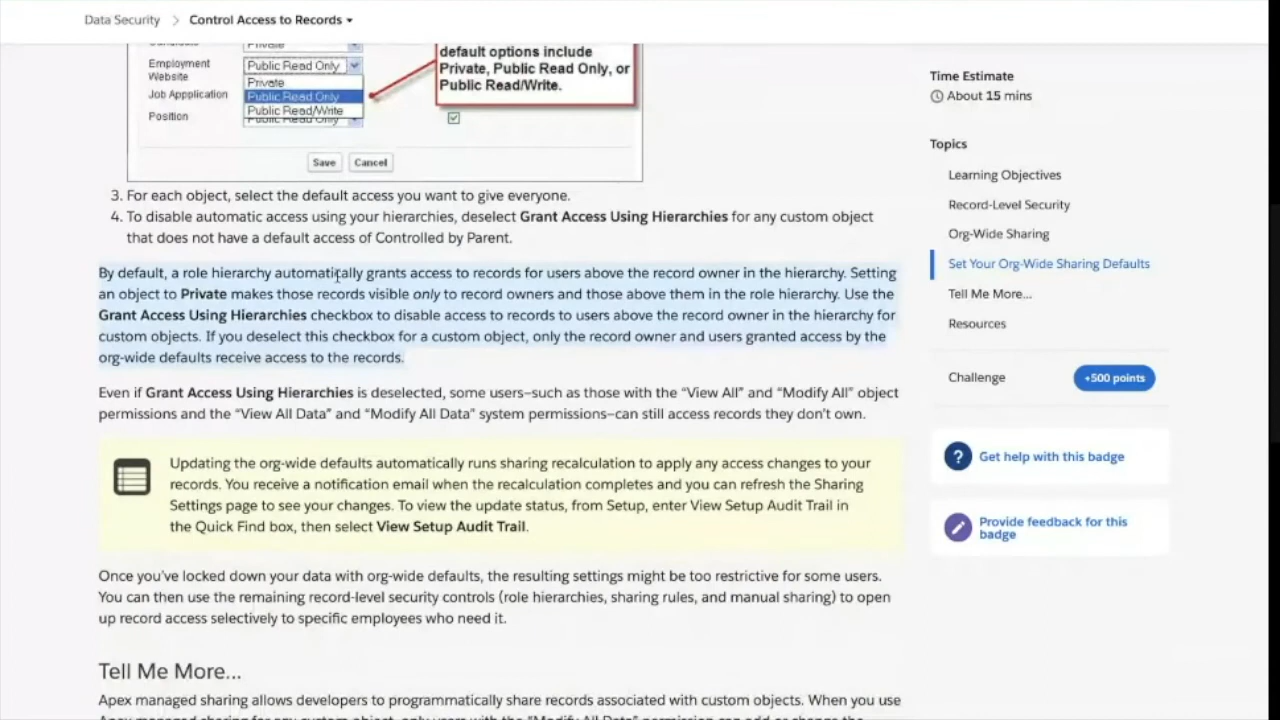 Data Security > Control Access to Records
Private
default options include
Private, Public Read Only, or
Public Read/Write.
Employment
Website
Public Read Only
Private
Job Application
Public Read Only
Public Read/Write
Position
Public Read Only
Save
Cancel
3. For each object, select the default access you want to give everyone.
4. To disable automatic access using your hierarchies, deselect Grant Access Using Hierarchies for any custom object
that does not have a default access of Controlled by Parent.
By default, a role hierarchy automatically grants access to records for users above the record owner in the hierarchy. Setting
an object to Private makes those records visible only to record owners and those above them in the role hierarchy. Use the
Grant Access Using Hierarchies checkbox to disable access to records to users above the record owner in the hierarchy for
custom objects. If you deselect this checkbox for a custom object, only the record owner and users granted access by the
org-wide defaults receive access to the records.
Even if Grant Access Using Hierarchies is deselected, some users–such as those with the “View All” and “Modify All” object
permissions and the “View All Data” and “Modify All Data” system permissions–can still access records they don’t own.
Updating the org-wide defaults automatically runs sharing recalculation to apply any access changes to your
records. You receive a notification email when the recalculation completes and you can refresh the Sharing
Settings page to see your changes. To view the update status, from Setup, enter View Setup Audit Trail in
the Quick Find box, then select View Setup Audit Trail.
Once you’ve locked down your data with org-wide defaults, the resulting settings might be too restrictive for some users.
You can then use the remaining record-level security controls (role hierarchies, sharing rules, and manual sharing) to open
up record access selectively to specific employees who need it.
Tell Me More...
Apex managed sharing allows developers to programmatically share records associated with custom objects. When you use
Time Estimate
About 15 mins
Topics
Learning Objectives
Record-Level Security
Org-Wide Sharing
Set Your Org-Wide Sharing Defaults
Tell Me More...
Resources
Challenge
+500 points
? Get help with this badge
Provide feedback for this
badge